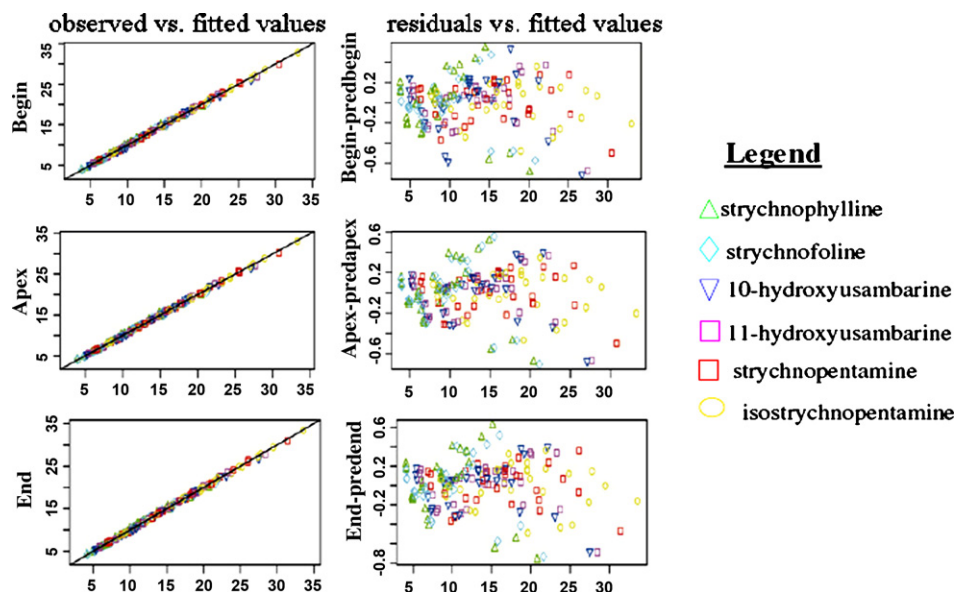 observed vs. fitted values
residuals vs. fitted values
Begin
35
25
15
5
5 10 15 20 25 30 35
Begin-predbegin
0.2
-0.2
-0.6
5 10 15 20 25 30
Apex
35
25
15
5
5 10 15 20 25 30 35
Apex-predapex
0.6
0.2
-0.2
-0.6
5 10 15 20 25 30
End
35
25
15
5
5 10 15 20 25 30 35
End-predend
0.6
0.2
-0.2
-0.8
5 10 15 20 25 30
Legend
strychnophylline
strychnofoline
10-hydroxyusambarine
11-hydroxyusambarine
strychnopentamine
isostrychnopentamine